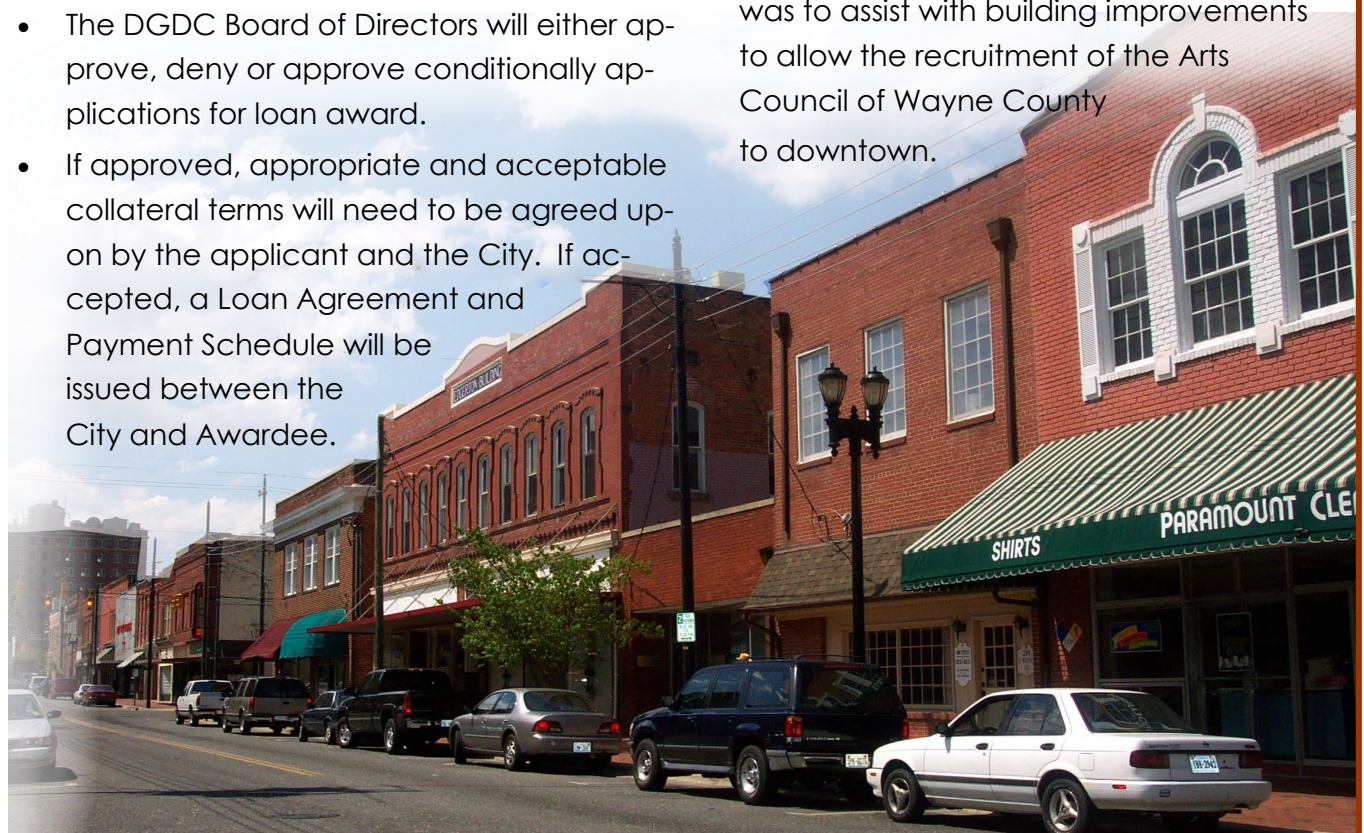 • The DGDC Board of Directors will either ap-
prove, deny or approve conditionally ap-
plications for loan award.
• If approved, appropriate and acceptable
collateral terms will need to be agreed up-
on by the applicant and the City.  If ac-
cepted, a Loan Agreement and
Payment Schedule will be
issued between the
City and Awardee.
was to assist with building improvements
to allow the recruitment of the Arts
Council of Wayne County
to downtown.
EDGERTON-BUILDING
SHIRTS
PARAMOUNT CLE